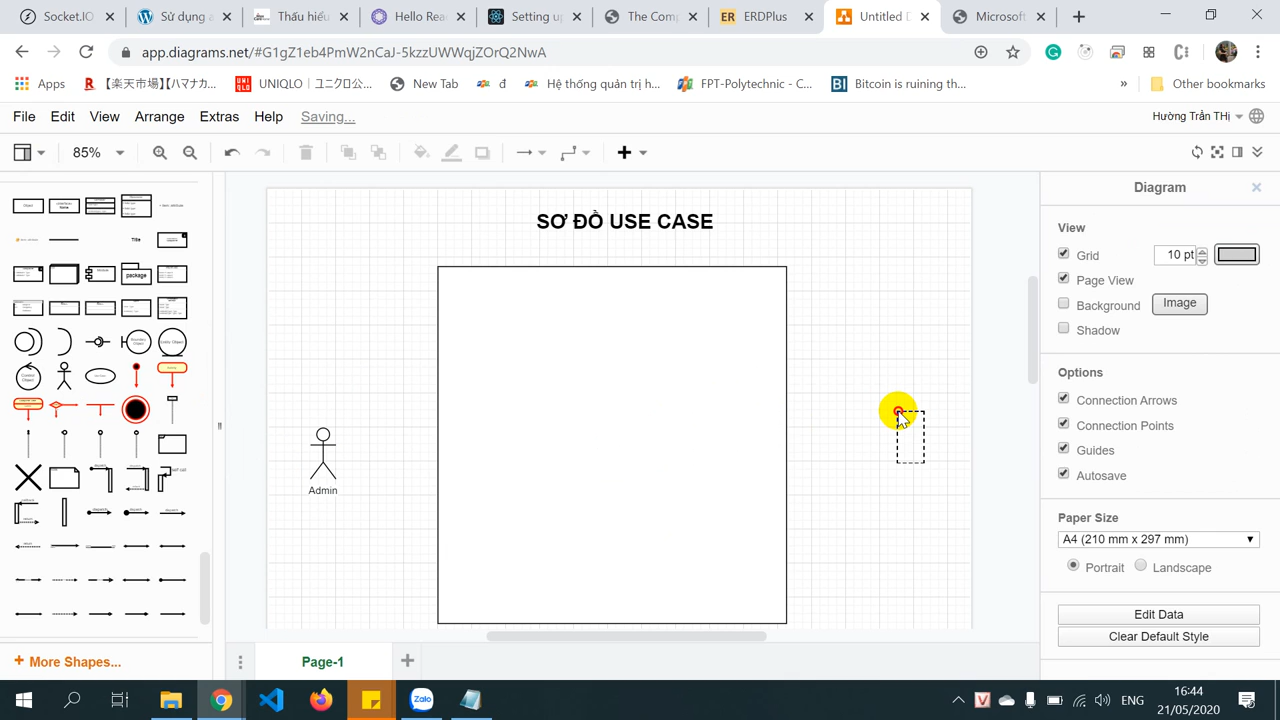 Socket.IO
Sử dụng a
Thấu hiểu
Hello Rea
Setting up
The Comp
ERDPlus
Untitled D
Microsoft
app.diagrams.net/#G1gZ1eb4PmW2nCaJ-5kzzUWWqjZOrQ2NwA
Apps
【楽天市場】【ハマナカ...
UNIQLO｜ユニクロ公...
New Tab
đ
Hệ thống quản trị h...
FPT-Polytechnic - C...
Bitcoin is ruining th...
Other bookmarks
File
Edit
View
Arrange
Extras
Help
Saving...
Hường Trần THị
85%
Diagram
View
Grid
10 pt
Page View
Background
Image
Shadow
Options
Connection Arrows
Connection Points
Guides
Autosave
Paper Size
A4 (210 mm x 297 mm)
Portrait
Landscape
Edit Data
Clear Default Style
Title
package
SƠ ĐỒ USE CASE
Admin
+ More Shapes...
Page-1
Zalo
ENG
16:44
21/05/2020